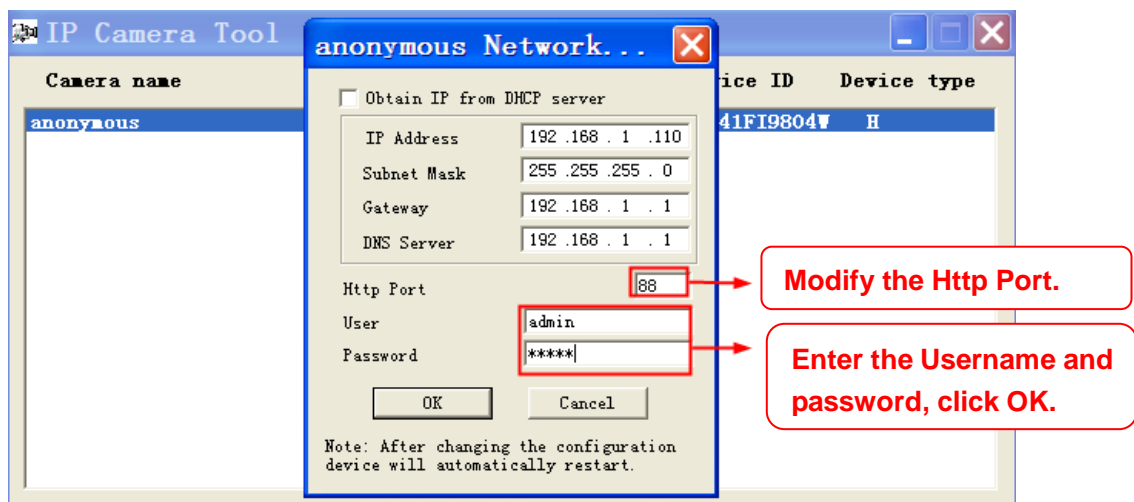 IP Camera Tool
anonymous Network...
Camera name
ice ID Device type
anonymous
41FI9804W H
Obtain IP from DHCP server
IP Address 192 .168 . 1 .110
Subnet Mask 255 .255 .255 . 0
Gateway 192 .168 . 1 . 1
DNS Server 192 .168 . 1 . 1
Http Port 88
User admin
Password *****
OK Cancel
Note: After changing the configuration
device will automatically restart.
Modify the Http Port.
Enter the Username and
password, click OK.